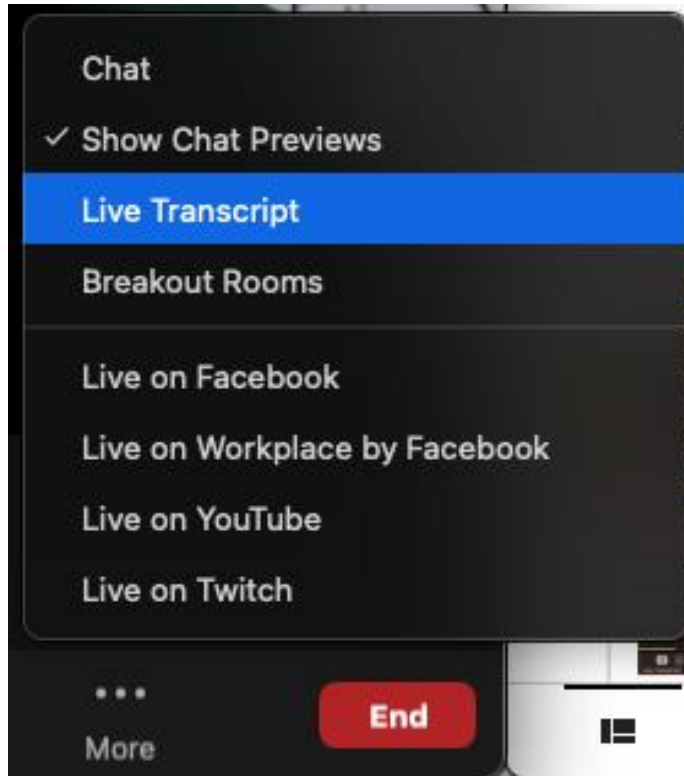 Chat
✓ Show Chat Previews
Live Transcript
Breakout Rooms
Live on Facebook
Live on Workplace by Facebook
Live on YouTube
Live on Twitch
More
End